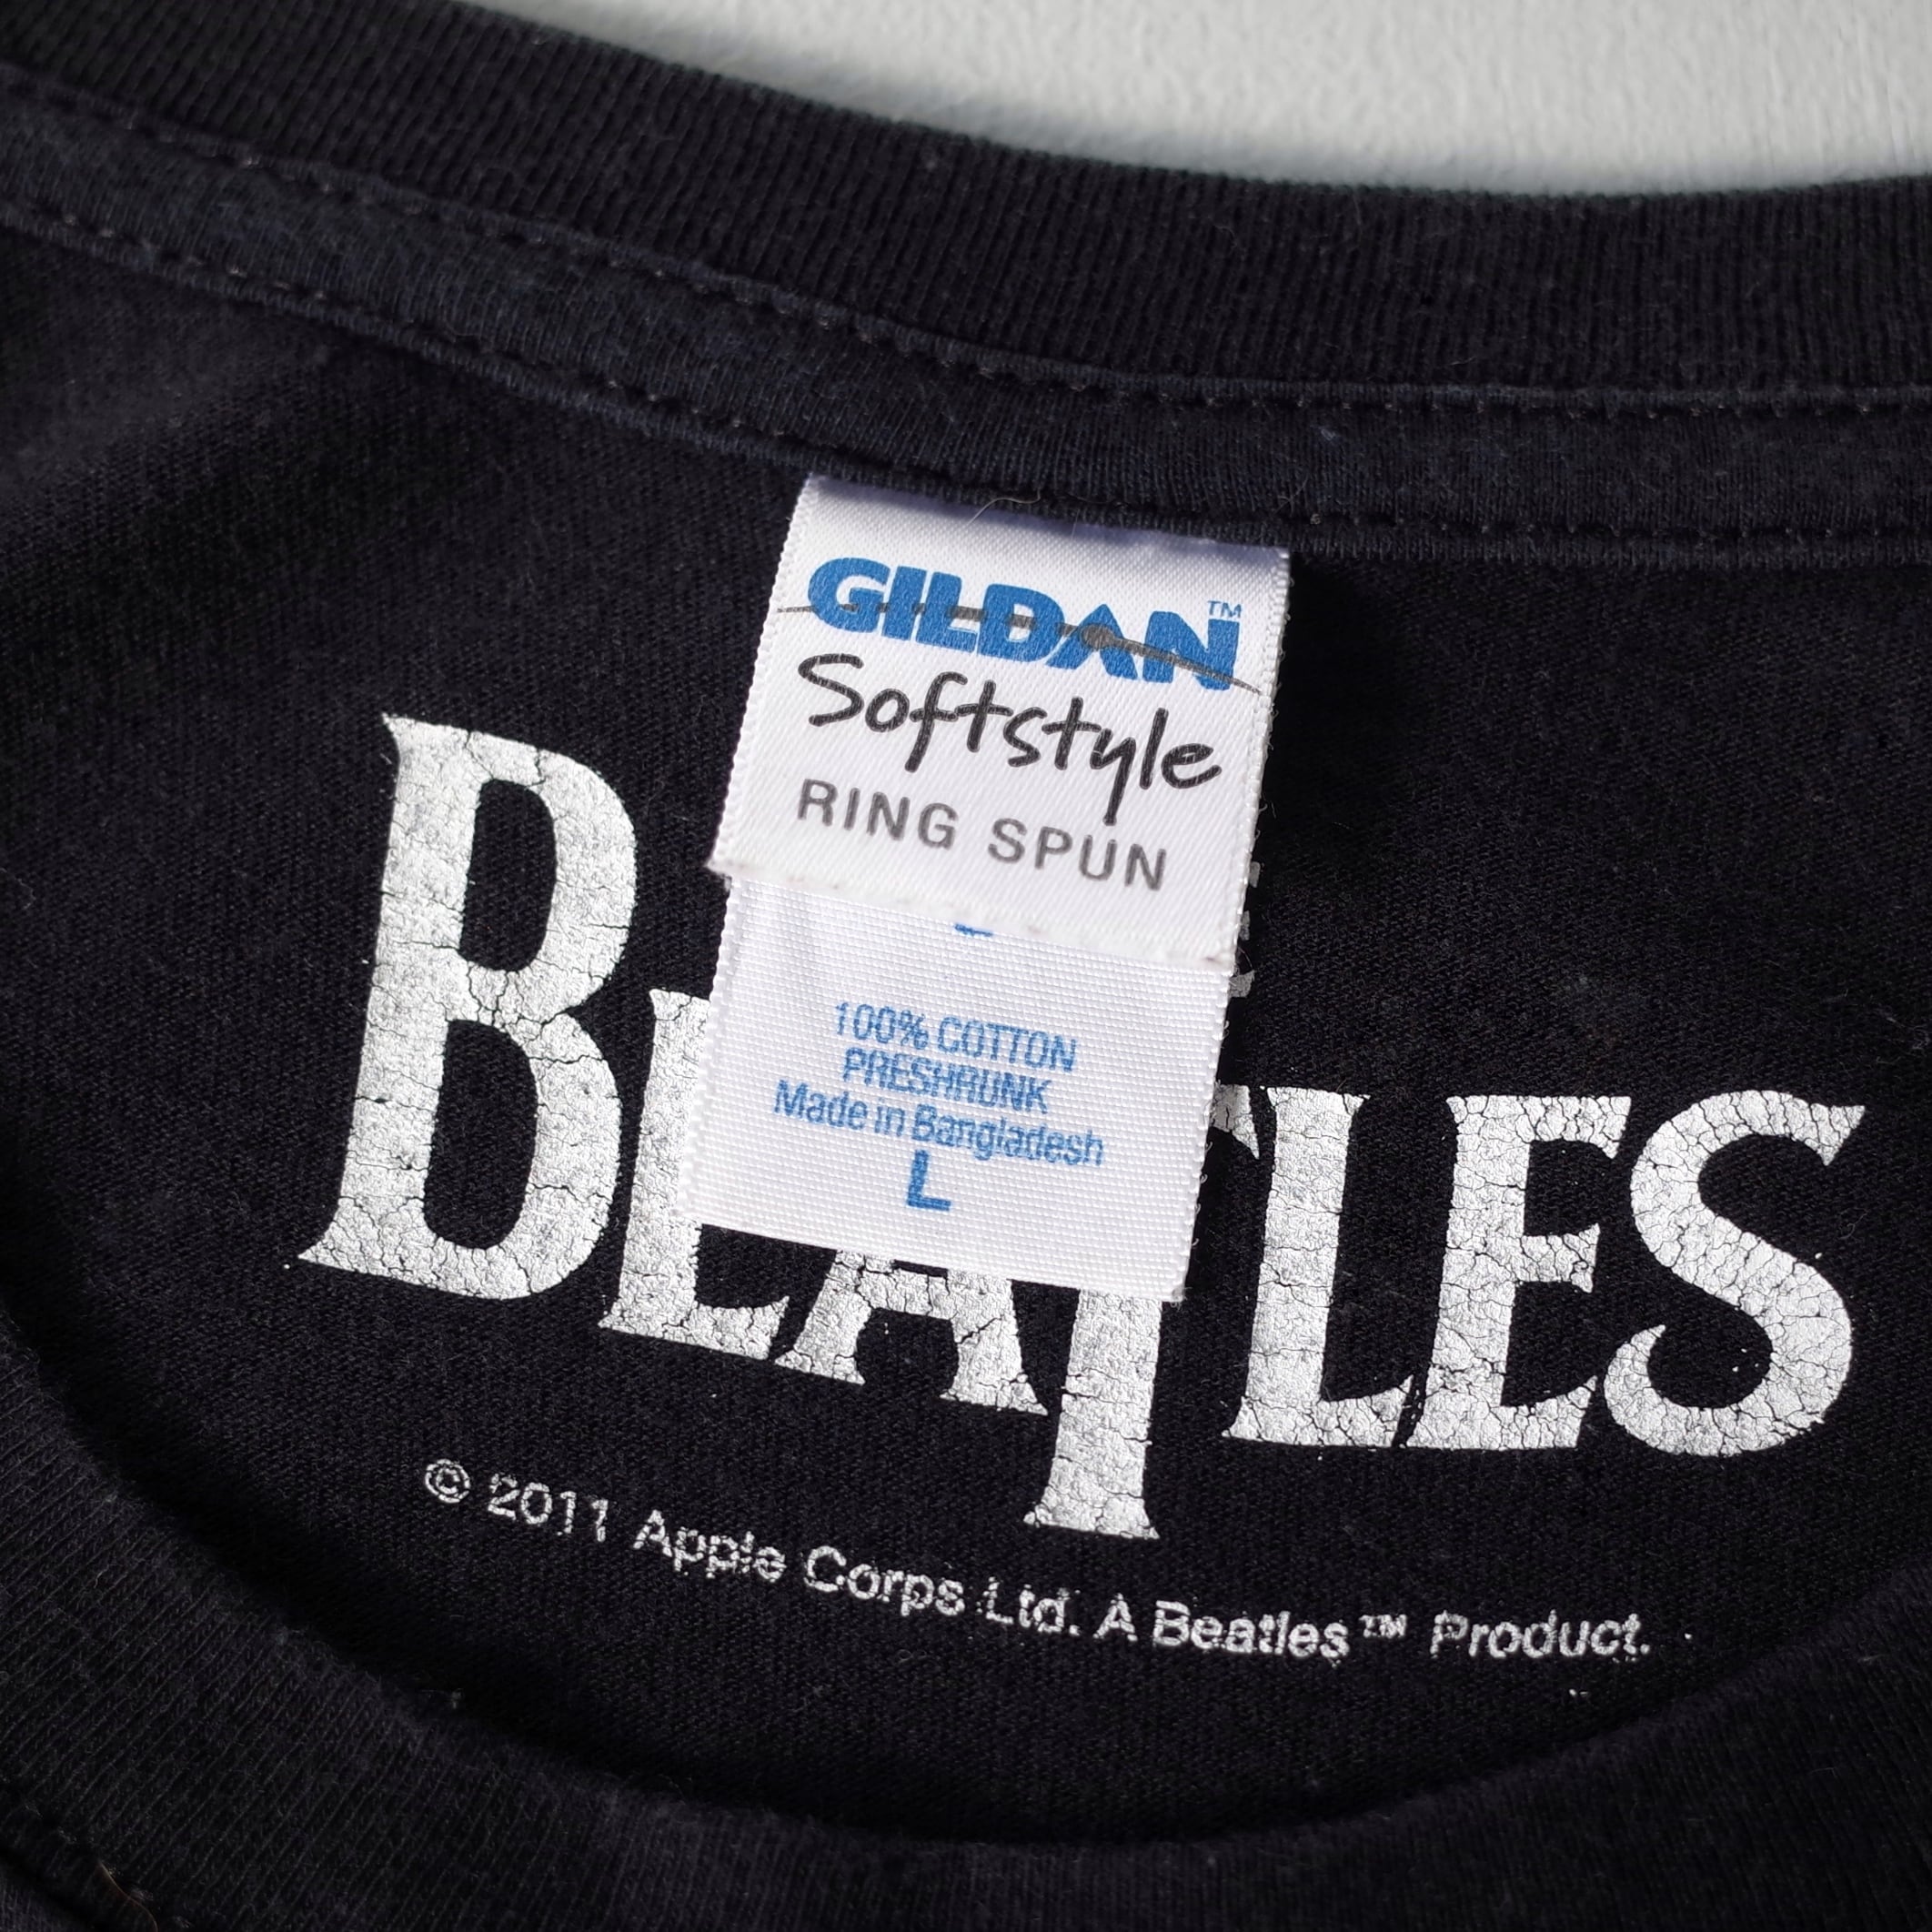 GILDAN™
Softstyle
RING SPUN
100% COTTON
PRESHRUNK
Made in Bangladesh
L
BEATLES
© 2011 Apple Corps Ltd. A Beatles™ Product.